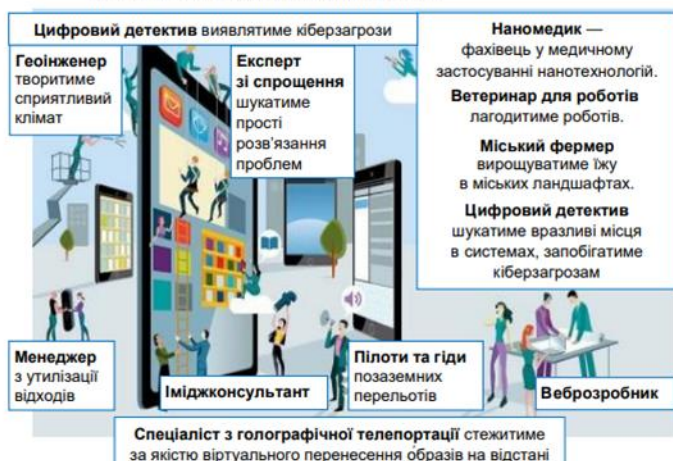 Цифровий детектив виявлятиме кіберзагрози
Геоінженер
творитиме
сприятливий
клімат
Експерт
зі спрощення
шукатиме
прості
розв'язання
проблем
Наномедик —
фахівець у медичному
застосуванні нанотехнологій.
Ветеринар для роботів
лагодитиме роботів.
Міський фермер
вирощуватиме їжу
в міських ландшафтах.
Цифровий детектив
шукатиме вразливі місця
в системах, запобігатиме
кіберзагрозам
Менеджер
з утилізації
відходів
Іміджконсультант
Пілоти та гіди
позаземних
перельотів
Веброзробник
Спеціаліст з голографічної телепортації стежитиме
за якістю віртуального перенесення образів на відстані